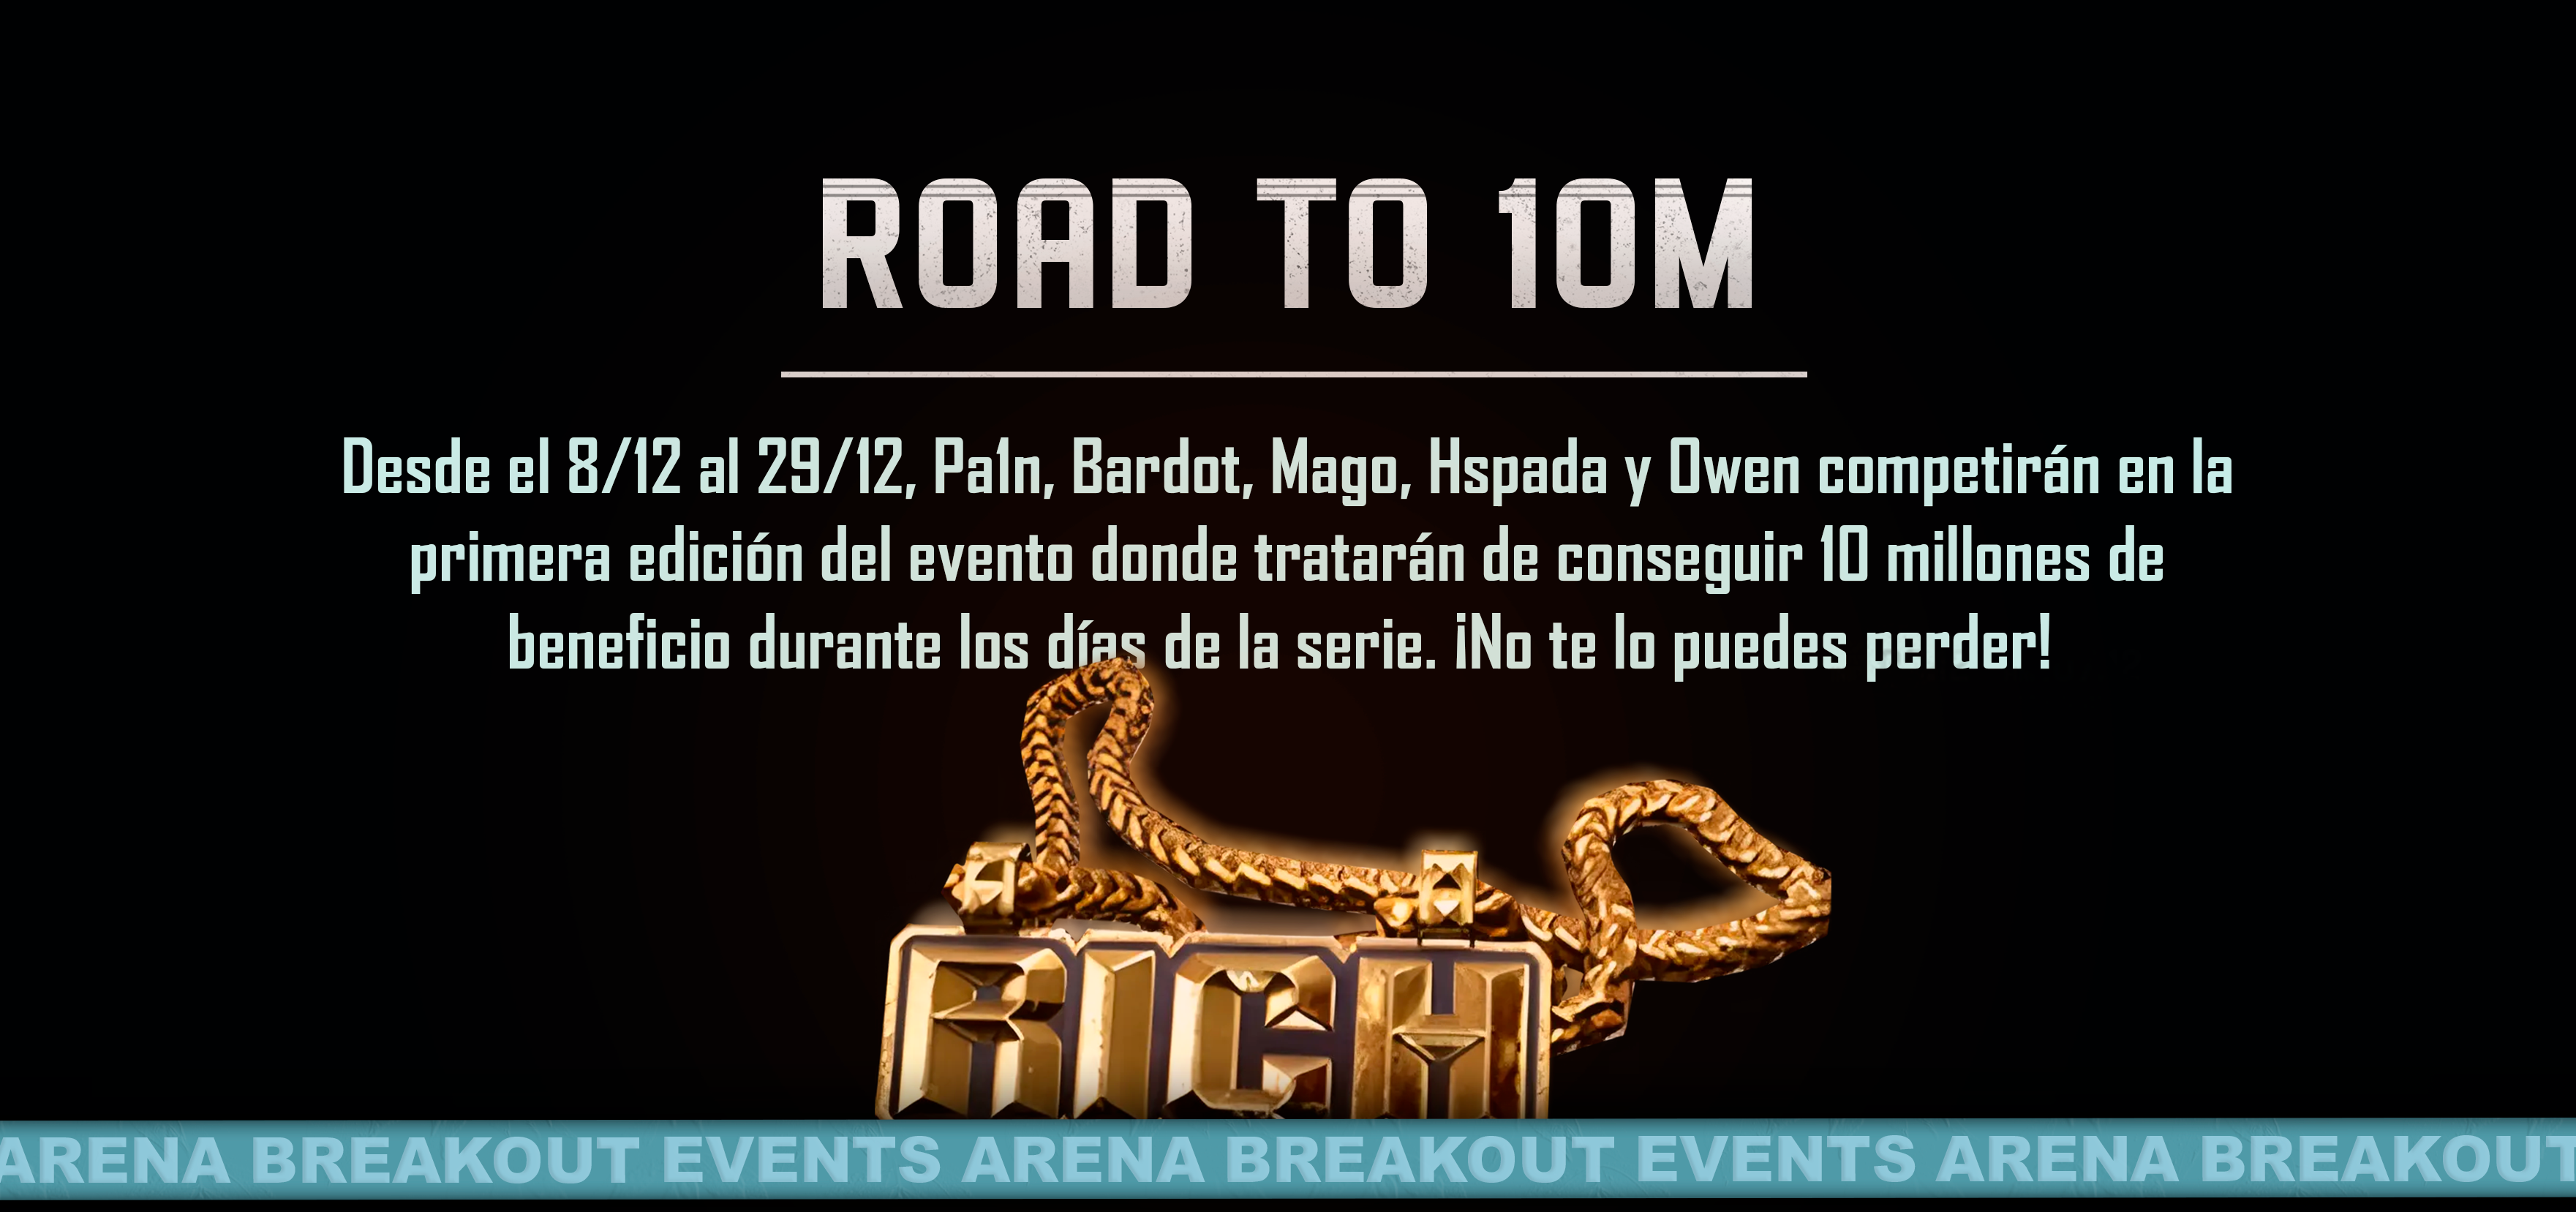 ROAD TO 10M
Desde el 8/12 al 29/12, Pa1n, Bardot, Mago, Hspada y Owen competirán en la
primera edición del evento donde tratarán de conseguir 10 millones de
beneficio durante los días de la serie. ¡No te lo puedes perder!
RICH
ARENA BREAKOUT EVENTS ARENA BREAKOUT EVENTS ARENA BREAKOUT